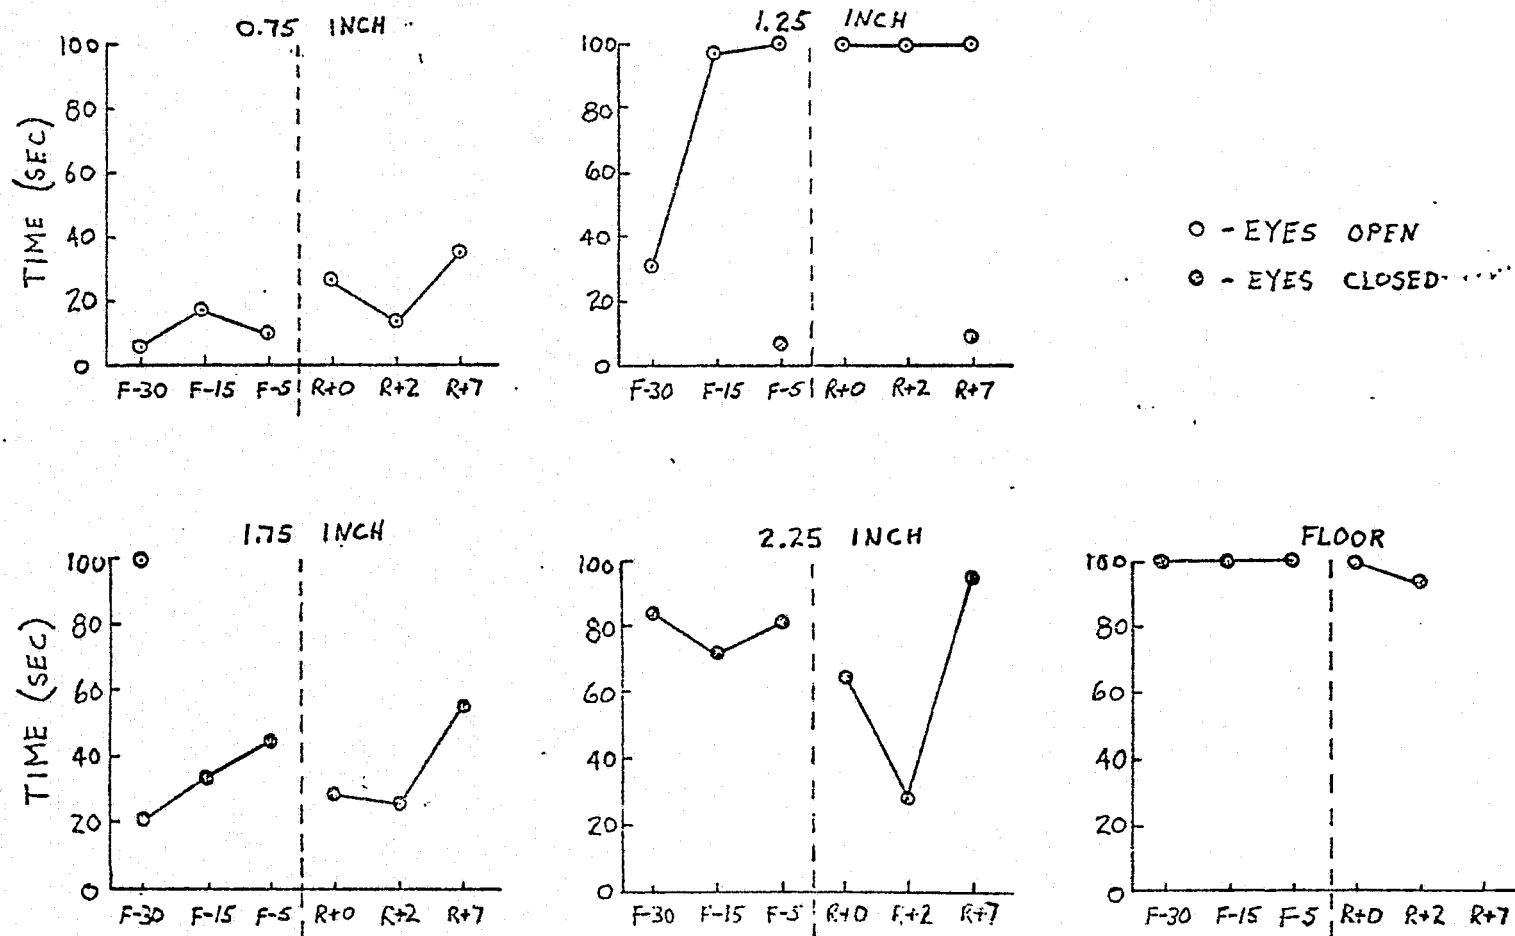 0.75 INCH
TIME (SEC)
100
80
60
40
20
0
F-30 F-15 F-5 R+0 R+2 R+7
1.25 INCH
100
80
60
40
20
0
F-30 F-15 F-5 R+0 R+2 R+7
- EYES OPEN
- EYES CLOSED
1.75 INCH
TIME (SEC)
100
80
60
40
20
0
F-30 F-15 F-5 R+0 R+2 R+7
2.25 INCH
100
80
60
40
20
0
F-30 F-15 F-5 R+0 R+2 R+7
FLOOR
100
80
60
40
20
0
F-30 F-15 F-5 R+0 R+2 R+7